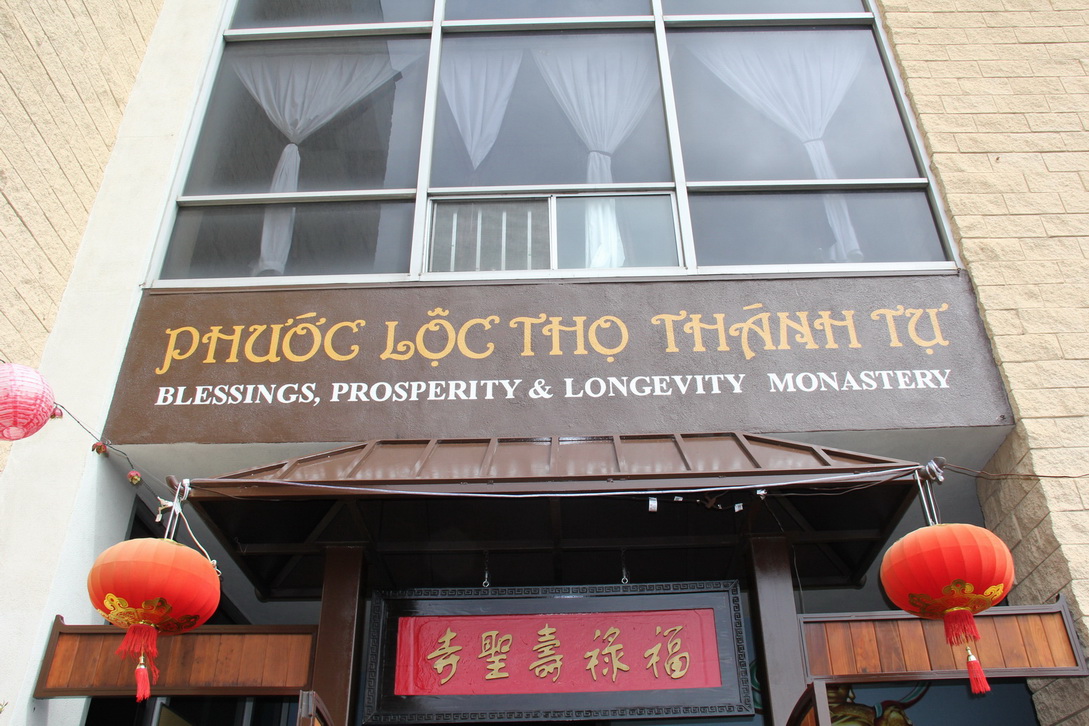 PHƯỚC LỘC THỌ THÁNH TỰ
BLESSINGS, PROSPERITY & LONGEVITY MONASTERY
福祿壽聖寺